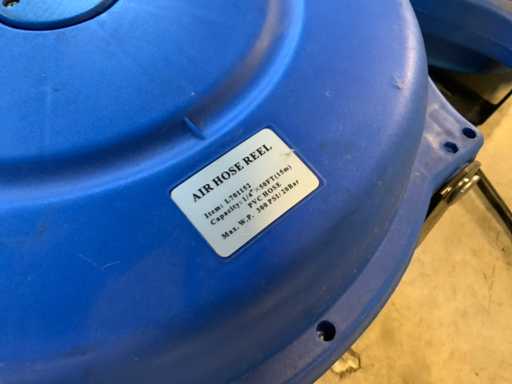 AIR HOSE REEL
Item: L701152
Capacity: 1/4"×50FT(15m)
PVC HOSE
Max. W.P. 300 PSI/20Bar